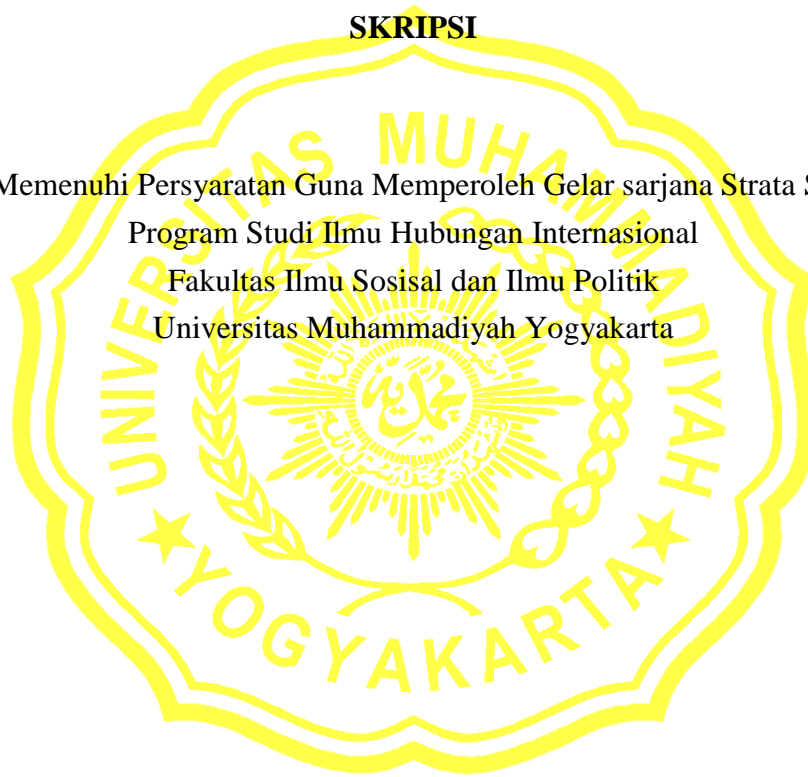 SKRIPSI
Memenuhi Persyaratan Guna Memperoleh Gelar sarjana Strata
Program Studi Ilmu Hubungan Internasional
Fakultas Ilmu Sosisal dan Ilmu Politik
Universitas Muhammadiyah Yogyakarta
UNIVERSITAS MUHAMMADIYAH
YOGYAKARTA
محمدية